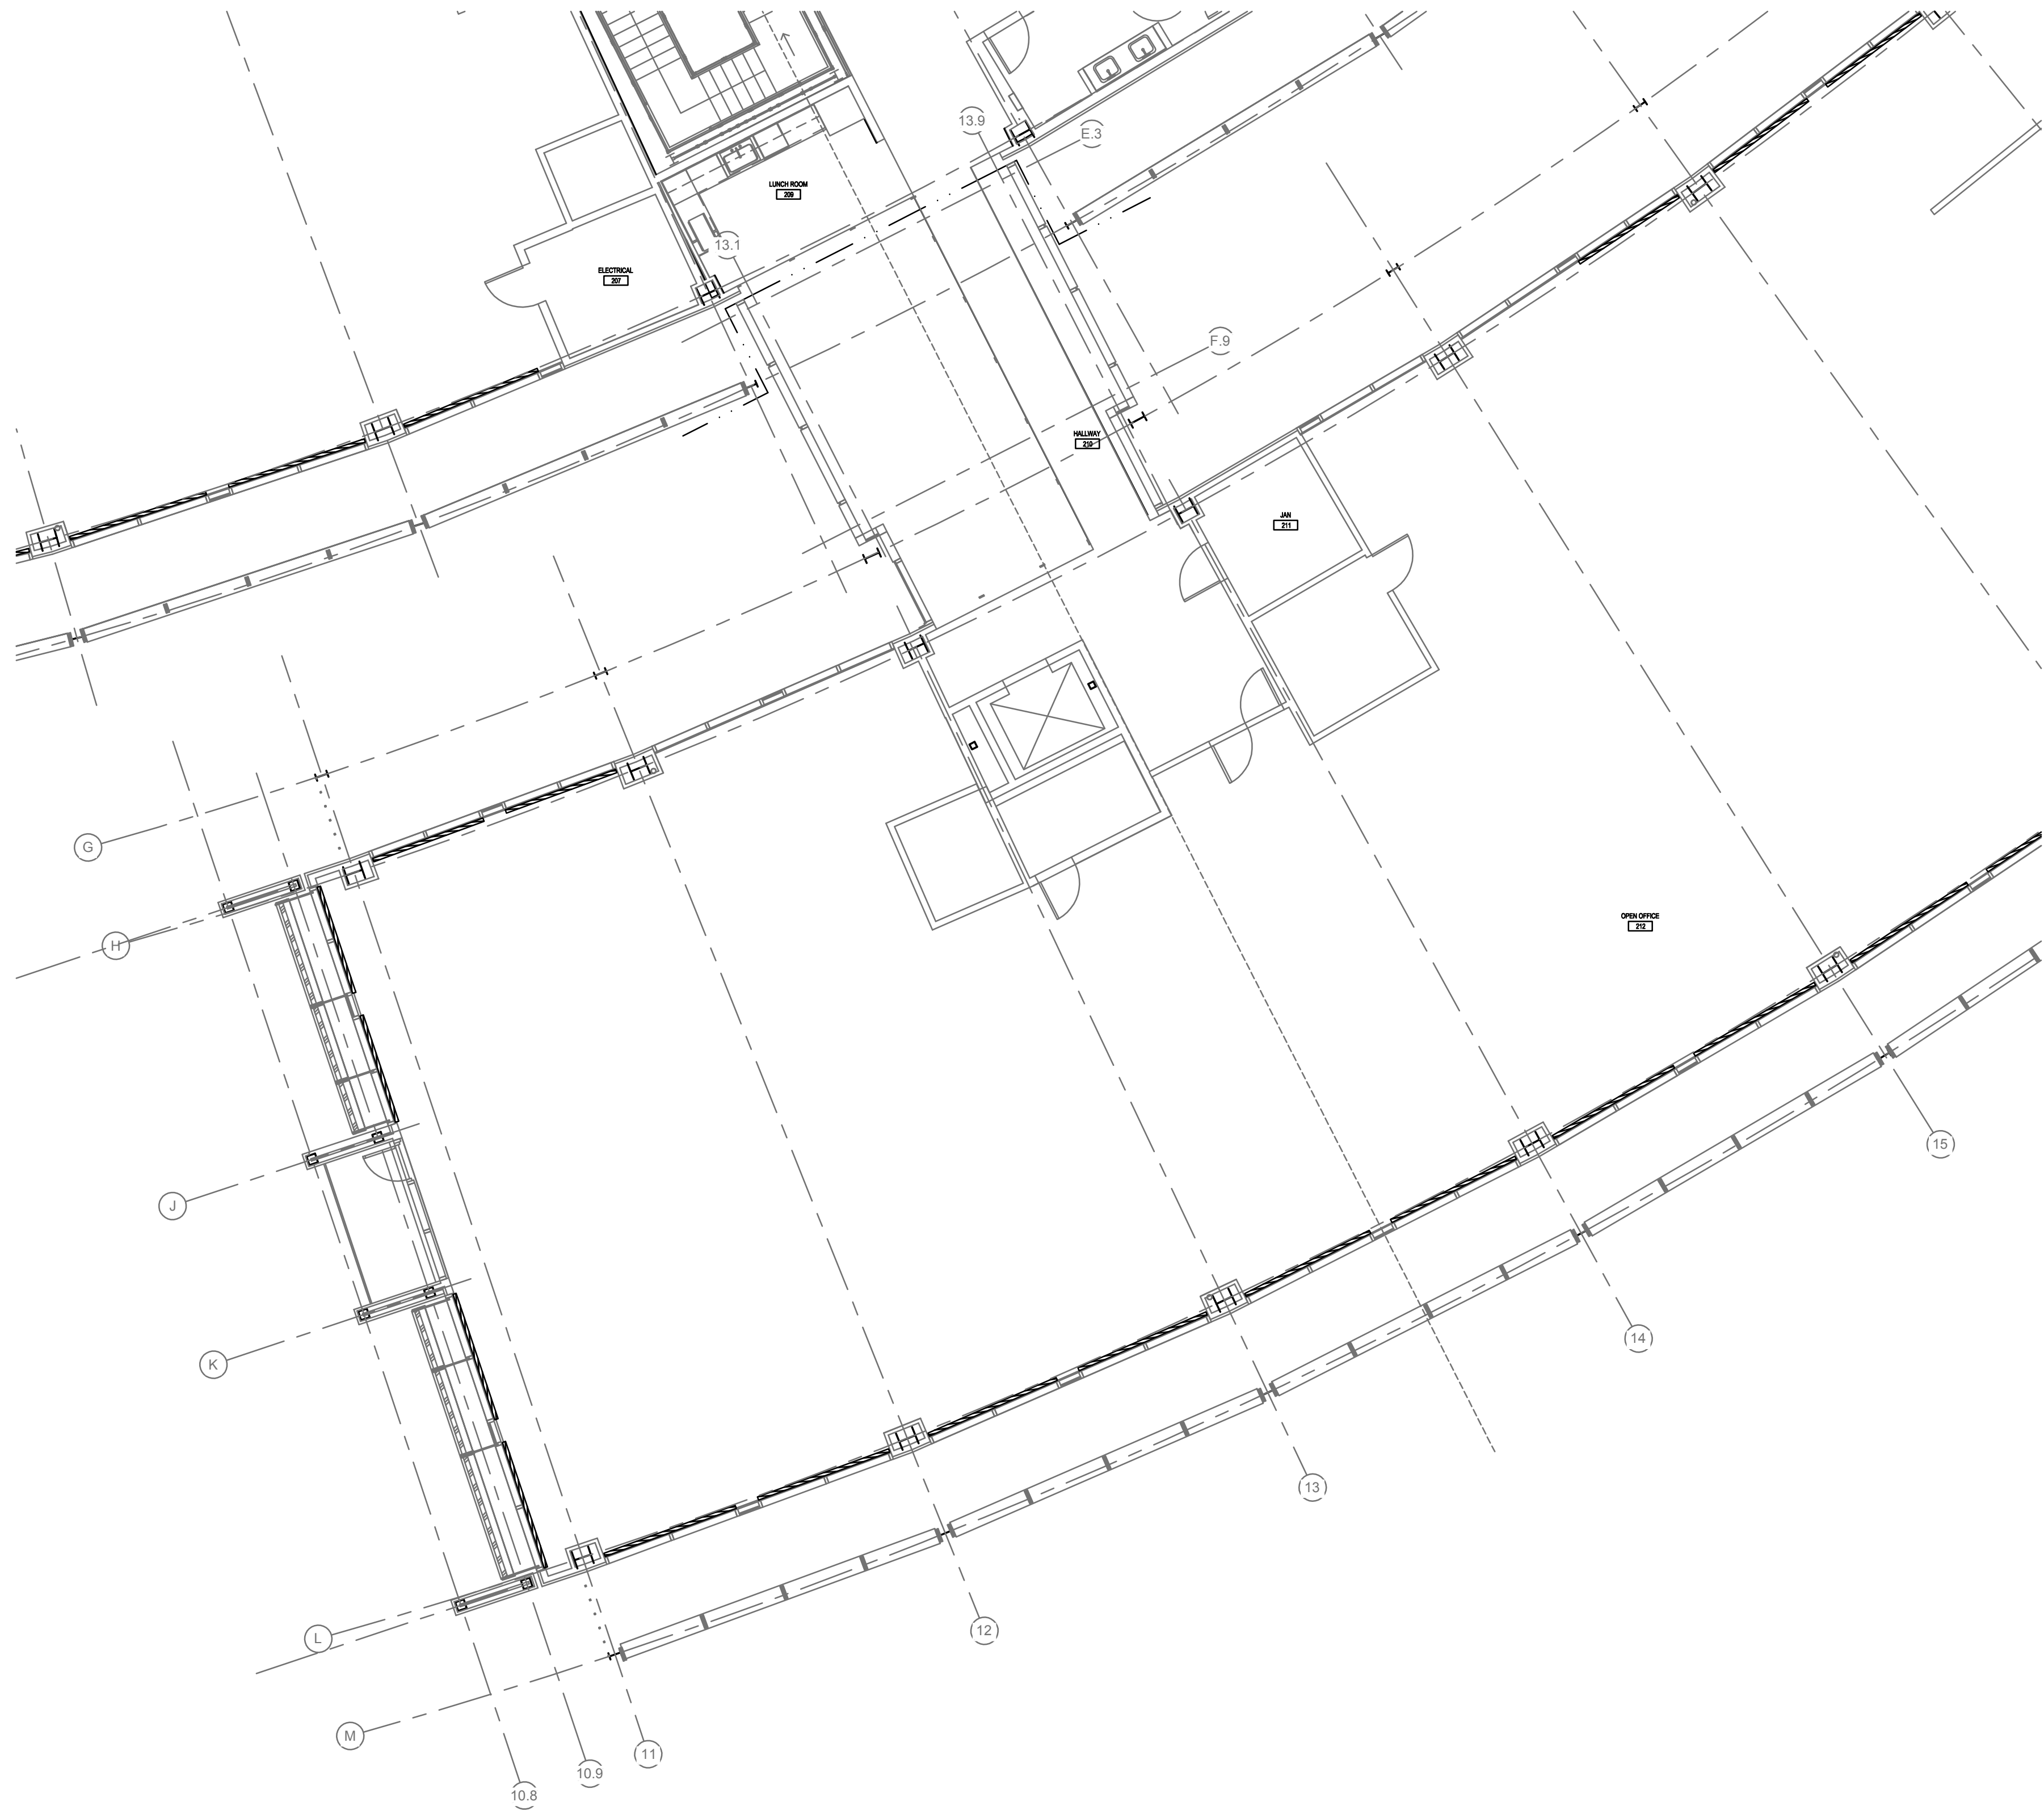 13.9
E.3
LUNCH ROOM
209
13.1
ELECTRICAL
207
F.9
HALLWAY
210
JAN
211
G
OPEN OFFICE
212
H
15
J
14
K
13
12
L
M
11
10.9
10.8